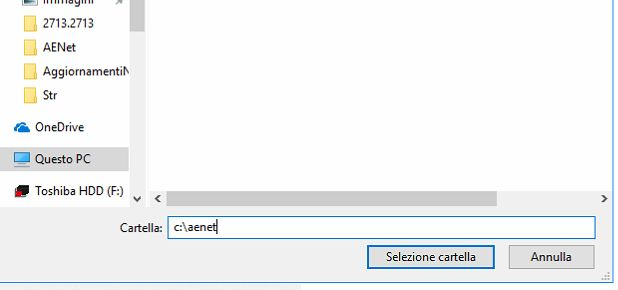 Immagini
2713.2713
AENet
AggiornamentiN
Str
OneDrive
Questo PC
Toshiba HDD (F:)
Cartella: c:\aenet
Selezione cartella Annulla